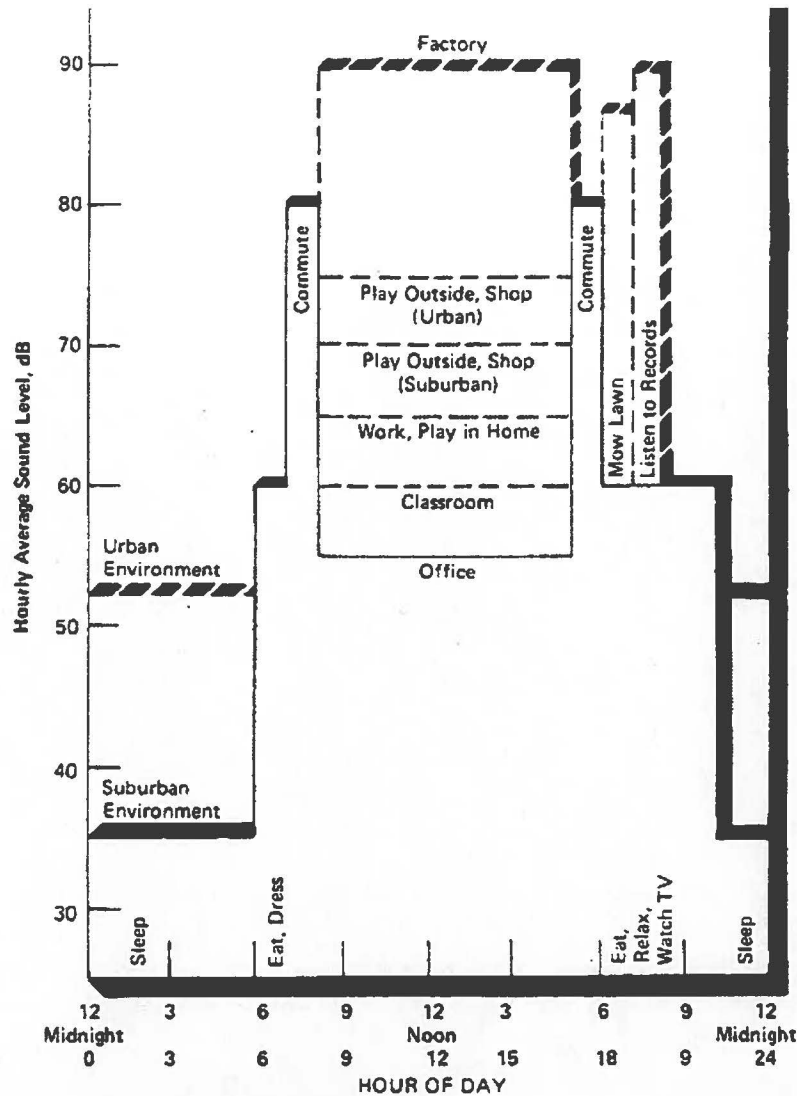 Factory
90
80
Commute
Commute
Play Outside, Shop
(Urban)
70
Play Outside, Shop
(Suburban)
Mow Lawn
Listen to Records
Work, Play in Home
60
Classroom
Hourly Average Sound Level, dB
Urban
Environment
Office
50
40
Suburban
Environment
30
Sleep
Eat, Dress
Eat,
Relax,
Watch TV
Sleep
12 3 6 9 12 3 6 9 12
Midnight Noon Midnight
0 3 6 9 12 15 18 9 24
HOUR OF DAY